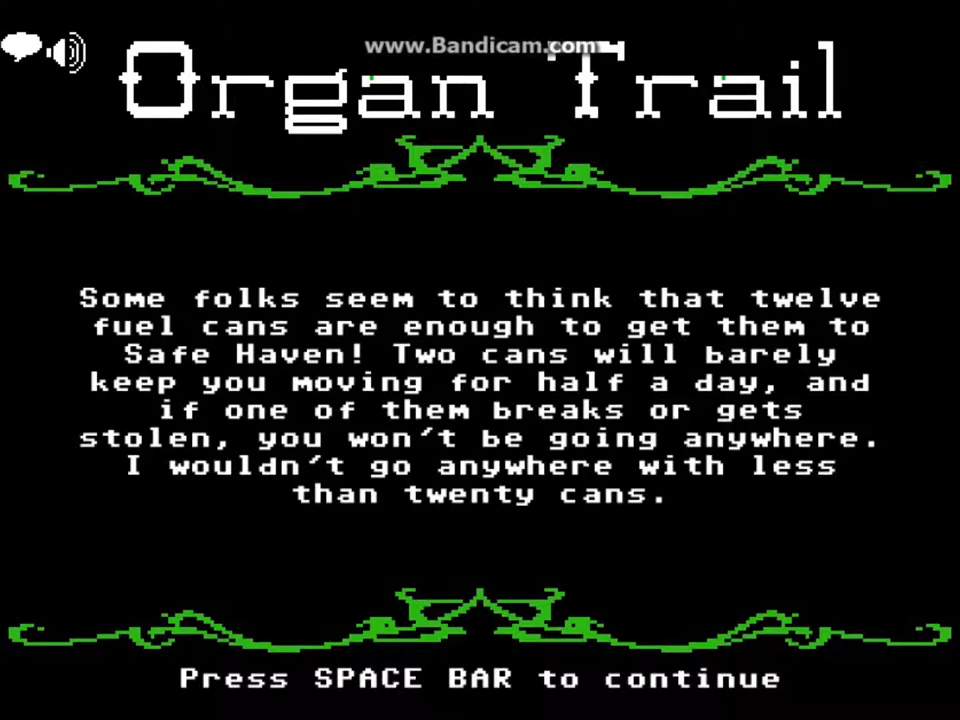 www.Bandicam.com
Organ Trail
Some folks seem to think that twelve
fuel cans are enough to get them to
Safe Haven! Two cans will barely
keep you moving for half a day, and
if one of them breaks or gets
stolen, you won't be going anywhere.
I wouldn't go anywhere with less
than twenty cans.
Press SPACE BAR to continue